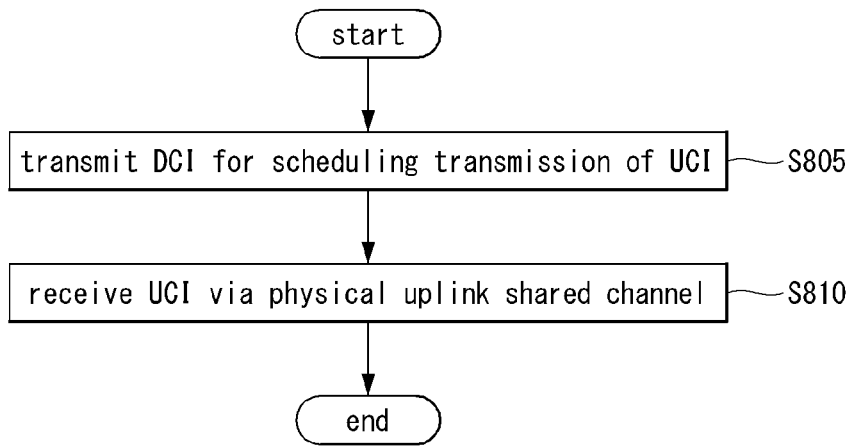 start
transmit DCI for scheduling transmission of UCI
S805
receive UCI via physical uplink shared channel
S810
end